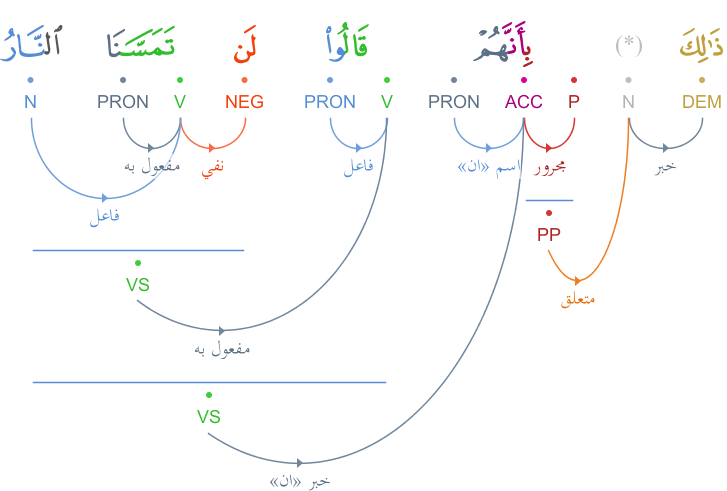 ذَٰلِكَ (*) بِأَنَّهُمْ قَالُوا۟ لَن تَمَسَّنَا ٱلنَّارُ
DEM N P ACC PRON V PRON NEG V PRON N
خبر مجرور اسم «ان» فاعل نفي مفعول به
فاعل
PP
متعلق
VS
مفعول به
VS
خبر «ان»